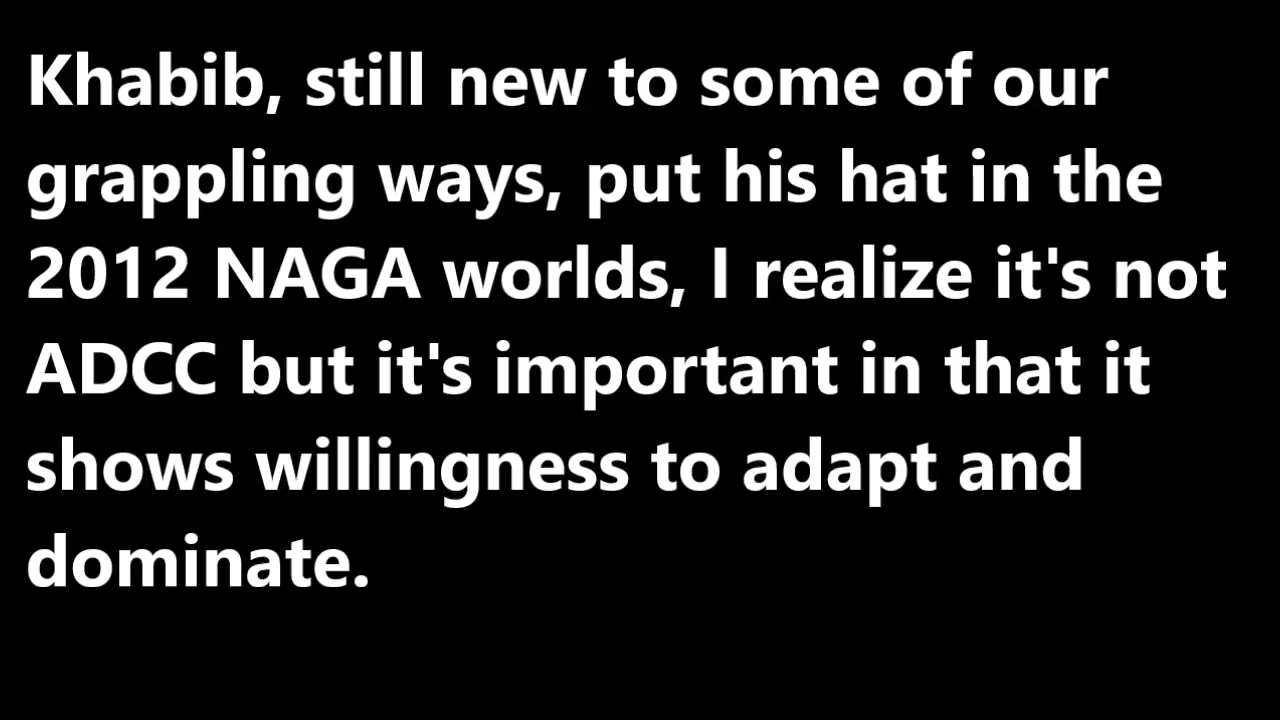 Khabib, still new to some of our
grappling ways, put his hat in the
2012 NAGA worlds, I realize it's not
ADCC but it's important in that it
shows willingness to adapt and
dominate.